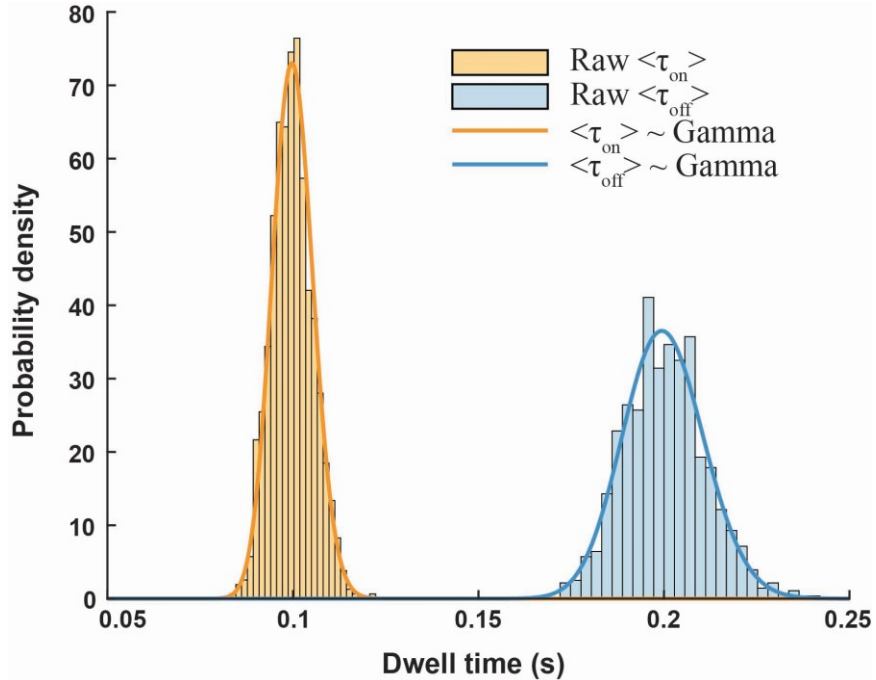 80
70
60
50
40
30
20
10
0
Probability density
Raw <τon>
Raw <τoff>
<τon> ~ Gamma
<τoff> ~ Gamma
0.05 0.1 0.15 0.2 0.25
Dwell time (s)